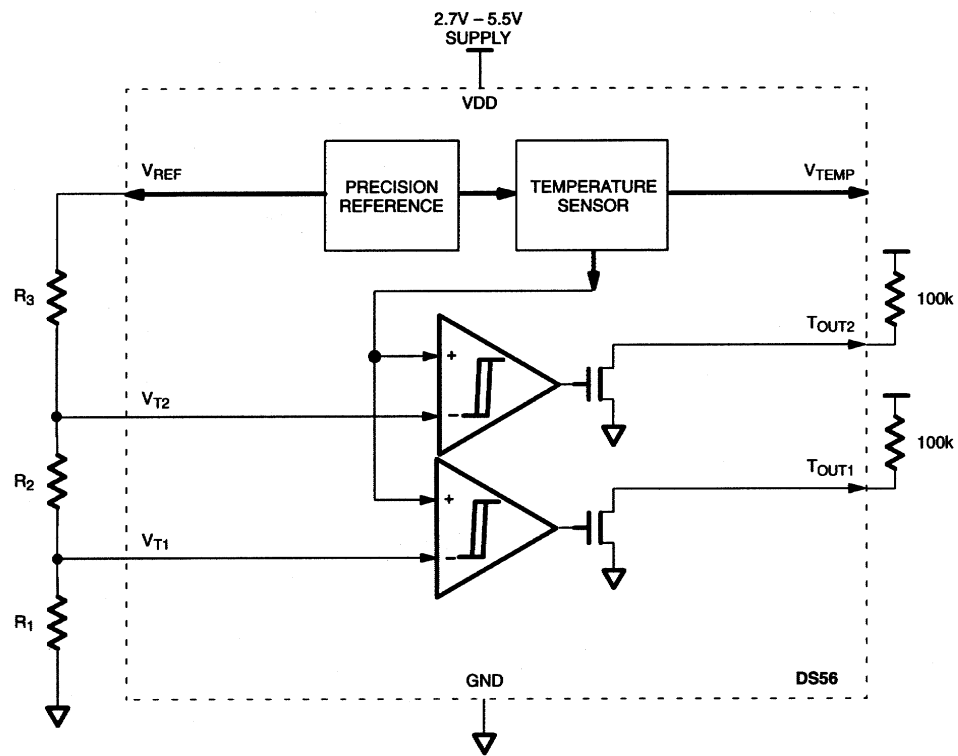 2.7V – 5.5V
SUPPLY
VDD
VREF
PRECISION
REFERENCE
TEMPERATURE
SENSOR
VTEMP
R3
100k
TOUT2
+
VT2
−
R2
100k
TOUT1
+
VT1
−
R1
GND
DS56